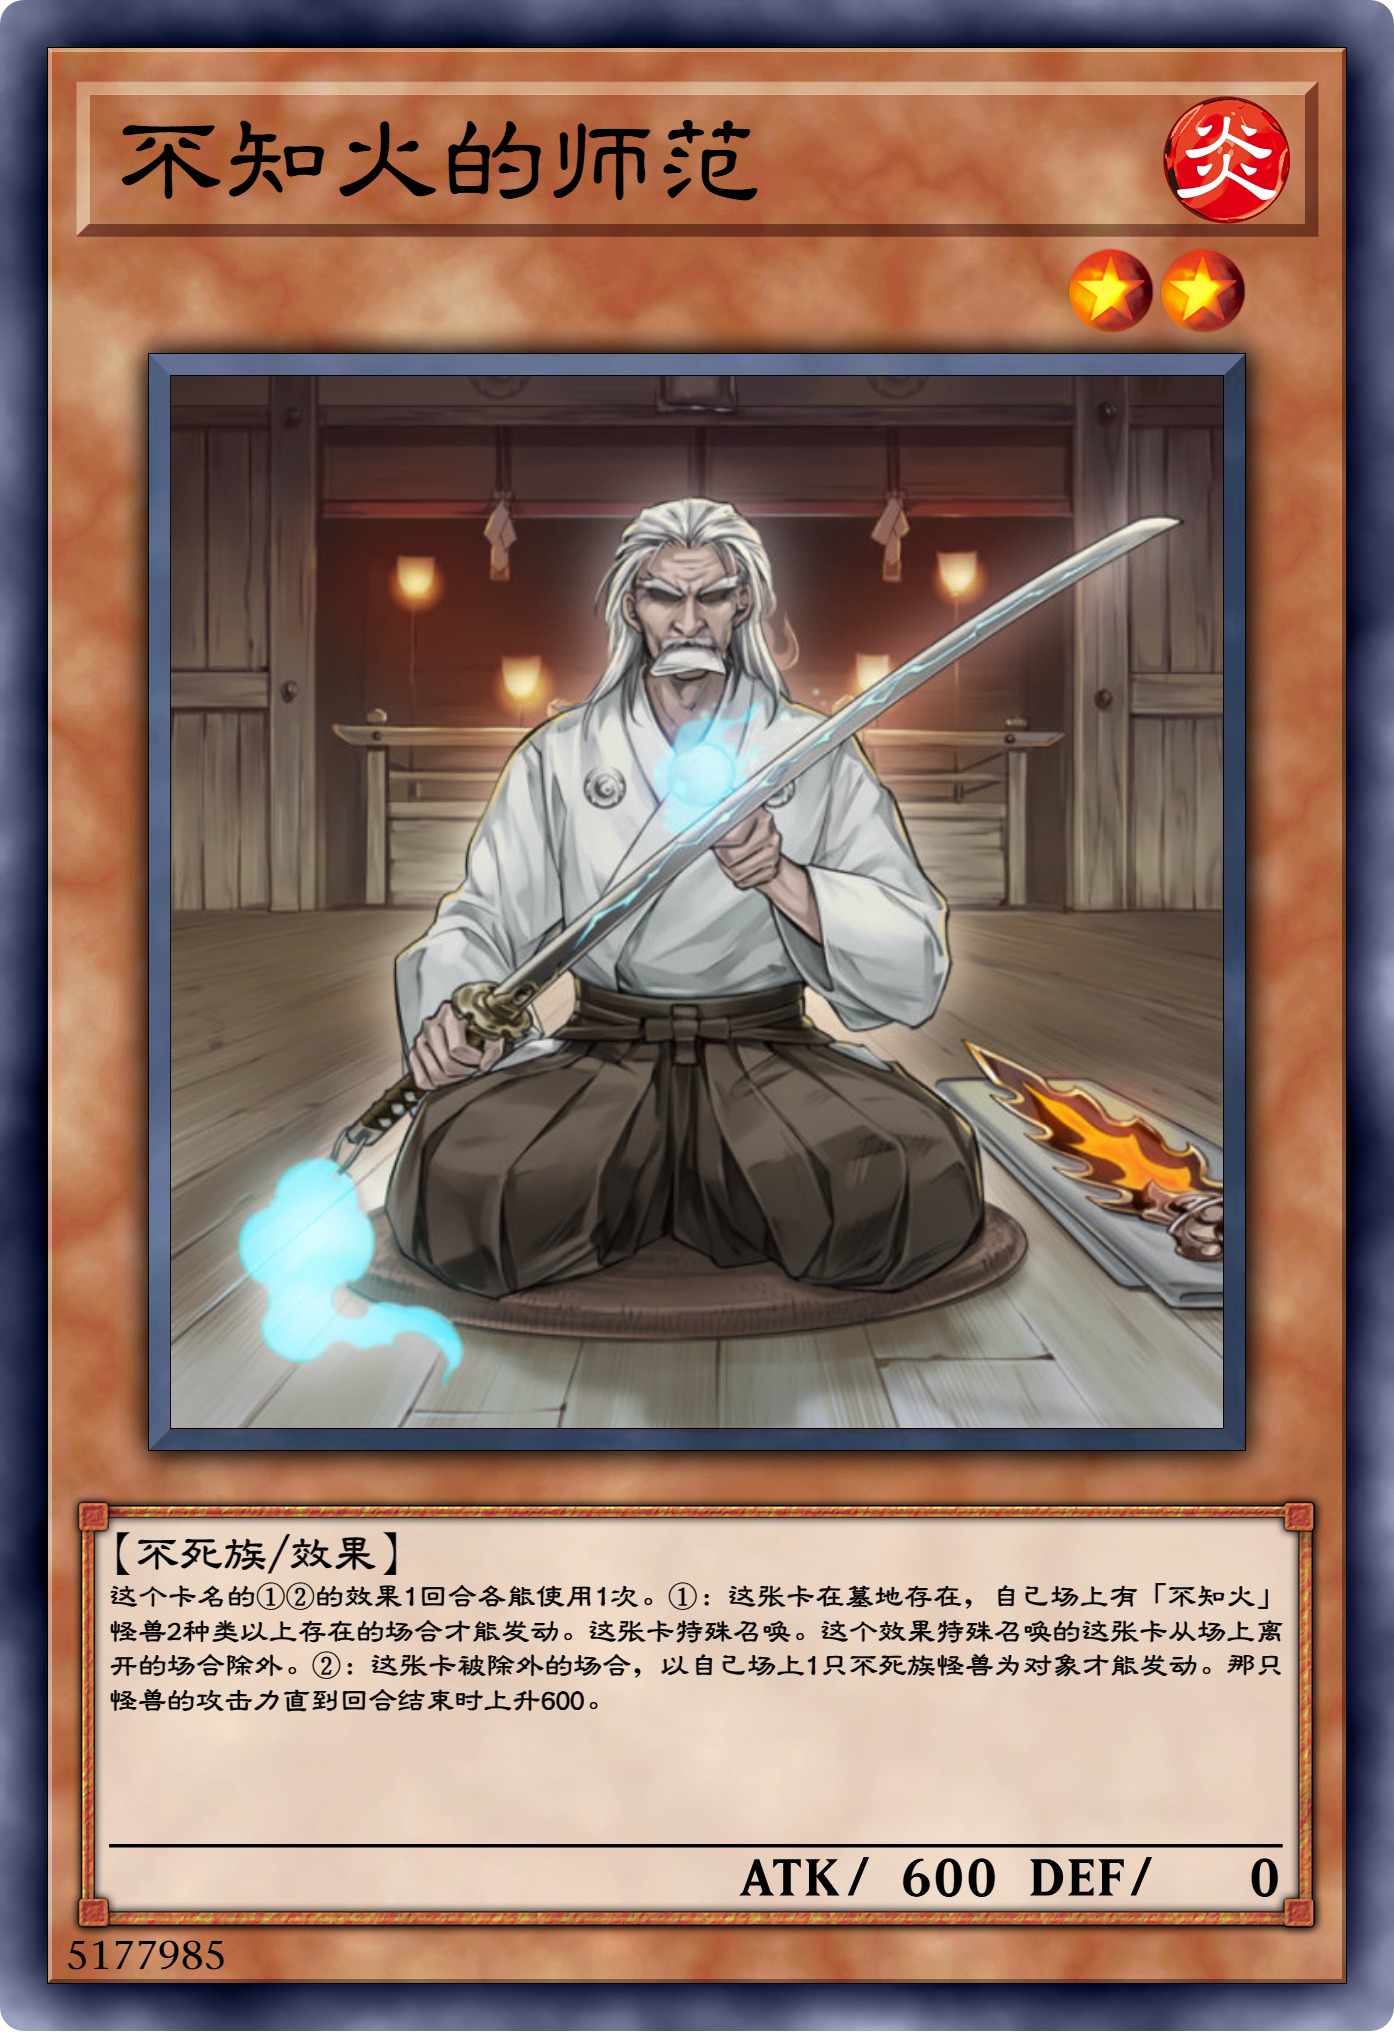 不知火的师范
炎
【不死族/效果】
这个卡名的①②的效果1回合各能使用1次。①：这张卡在墓地存在，自己场上有「不知火」
怪兽2种类以上存在的场合才能发动。这张卡特殊召唤。这个效果特殊召唤的这张卡从场上离
开的场合除外。②：这张卡被除外的场合，以自己场上1只不死族怪兽为对象才能发动。那只
怪兽的攻击力直到回合结束时上升600。
ATK/ 600 DEF/ 0
5177985